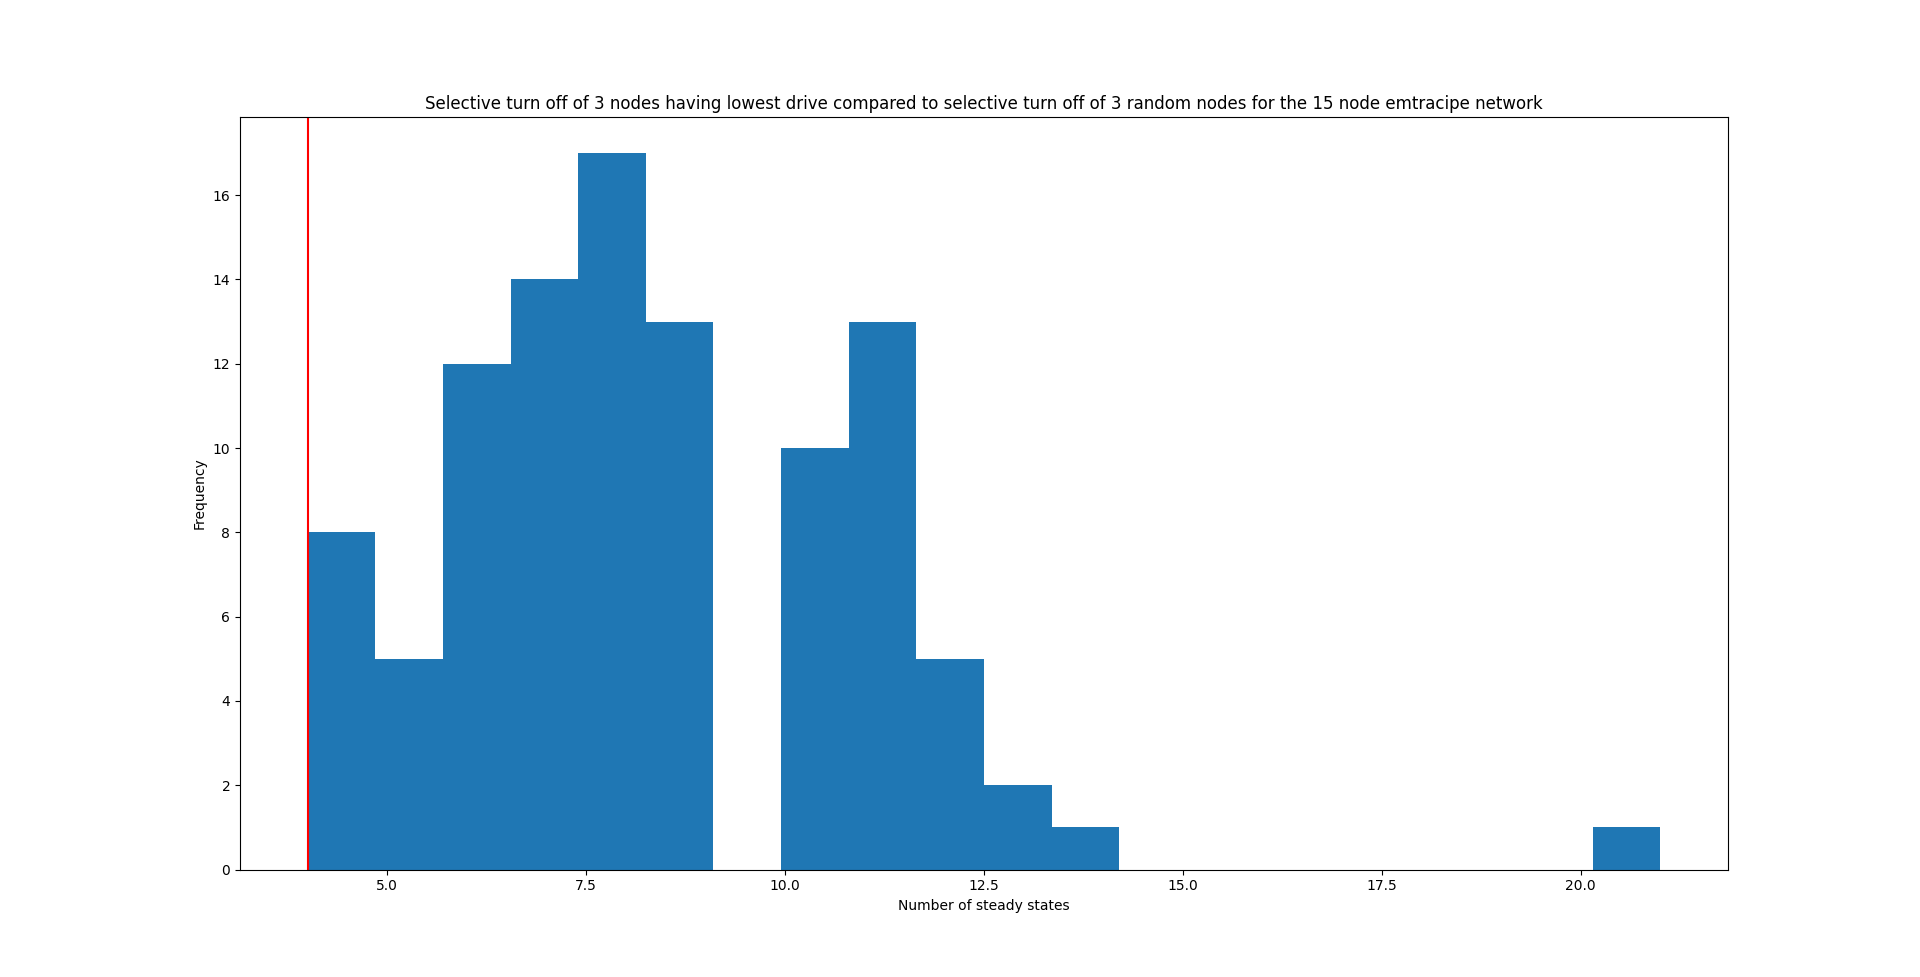 Selective turn off of 3 nodes having lowest drive compared to selective turn off of 3 random nodes for the 15 node emtracipe network
16
14
12
10
8
6
4
2
0
Frequency
5.0 7.5 10.0 12.5 15.0 17.5 20.0
Number of steady states